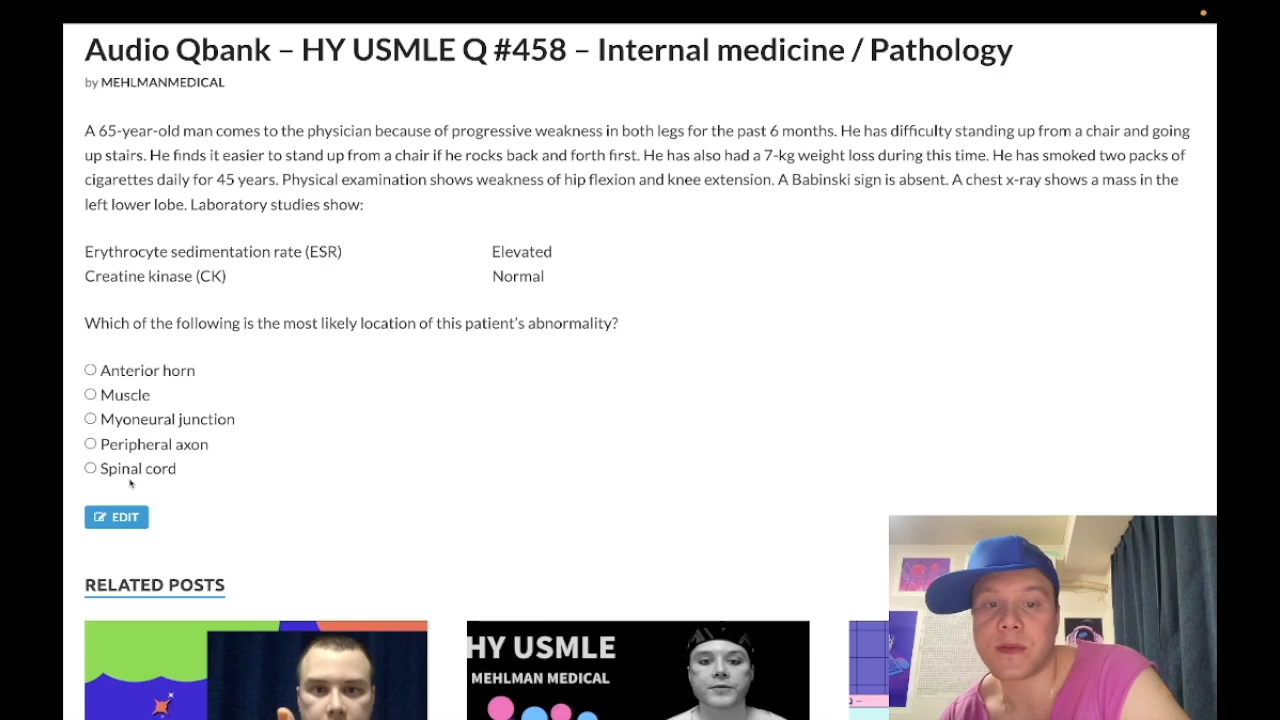 Audio Qbank – HY USMLE Q #458 – Internal medicine / Pathology
by MEHLMANMEDICAL
A 65-year-old man comes to the physician because of progressive weakness in both legs for the past 6 months. He has difficulty standing up from a chair and going
up stairs. He finds it easier to stand up from a chair if he rocks back and forth first. He has also had a 7-kg weight loss during this time. He has smoked two packs of
cigarettes daily for 45 years. Physical examination shows weakness of hip flexion and knee extension. A Babinski sign is absent. A chest x-ray shows a mass in the
left lower lobe. Laboratory studies show:
Erythrocyte sedimentation rate (ESR) Elevated
Creatine kinase (CK) Normal
Which of the following is the most likely location of this patient's abnormality?
Anterior horn
Muscle
Myoneural junction
Peripheral axon
Spinal cord
EDIT
RELATED POSTS
HY USMLE
MEHLMAN MEDICAL